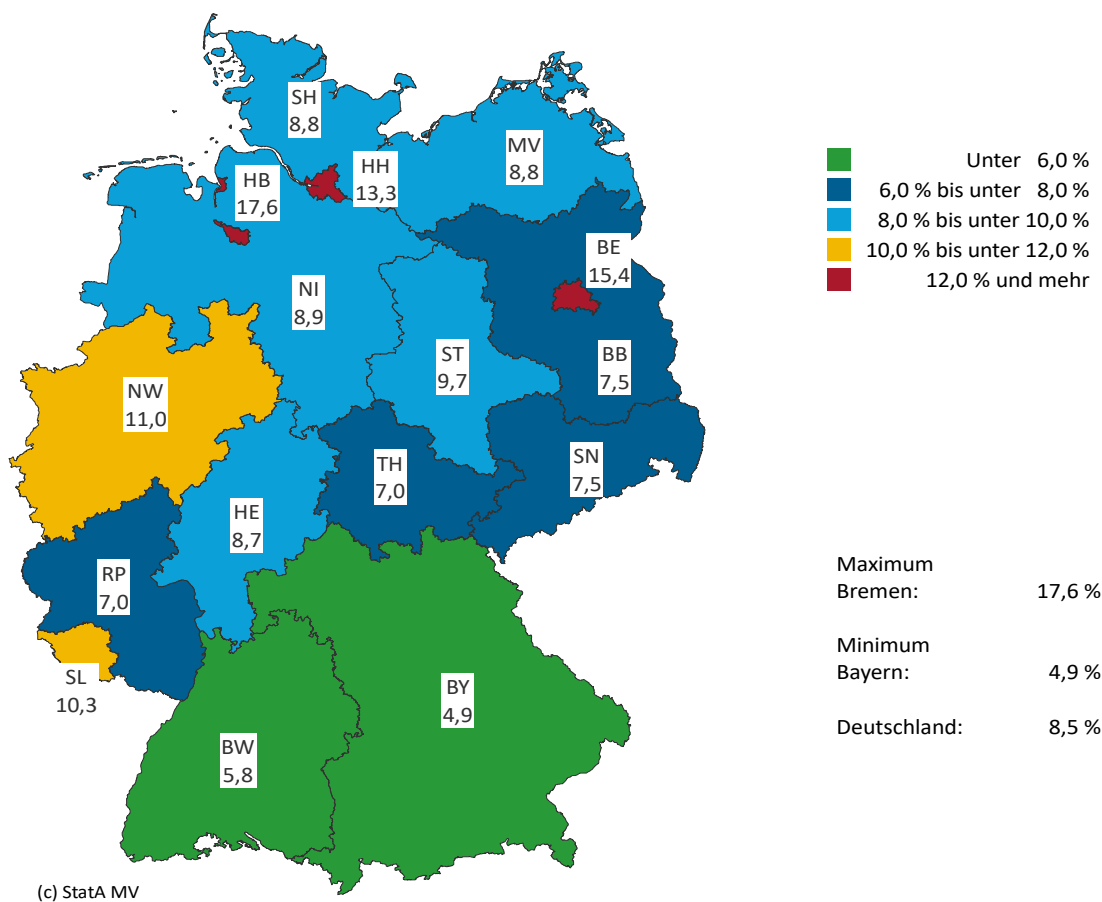 SH
8,8
HH
13,3
MV
8,8
HB
17,6
BE
15,4
NI
8,9
ST
9,7
BB
7,5
NW
11,0
TH
7,0
SN
7,5
HE
8,7
RP
7,0
SL
10,3
BY
4,9
BW
5,8
Unter 6,0 %
6,0 % bis unter 8,0 %
8,0 % bis unter 10,0 %
10,0 % bis unter 12,0 %
12,0 % und mehr
Maximum
Bremen: 17,6 %
Minimum
Bayern: 4,9 %
Deutschland: 8,5 %
(c) StatA MV